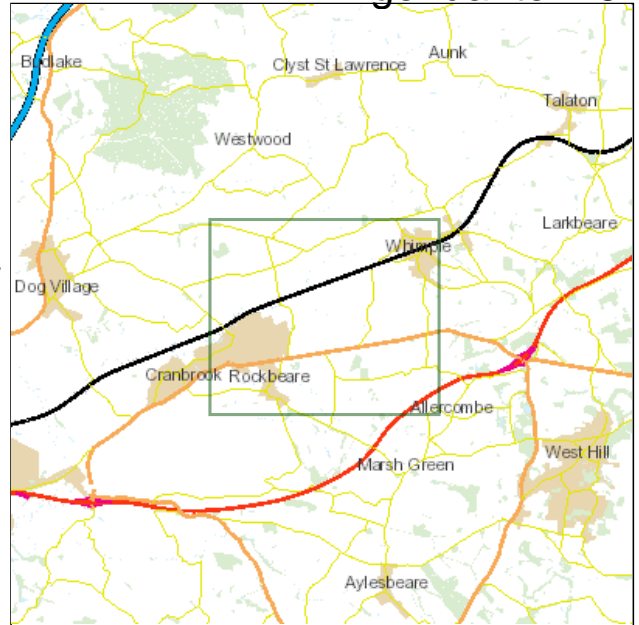 Budlake
Aunk
Clyst St Lawrence
Talaton
Westwood
Larkbeare
Whimple
Dog Village
Cranbrook
Rockbeare
Allercombe
West Hill
Marsh Green
Aylesbeare